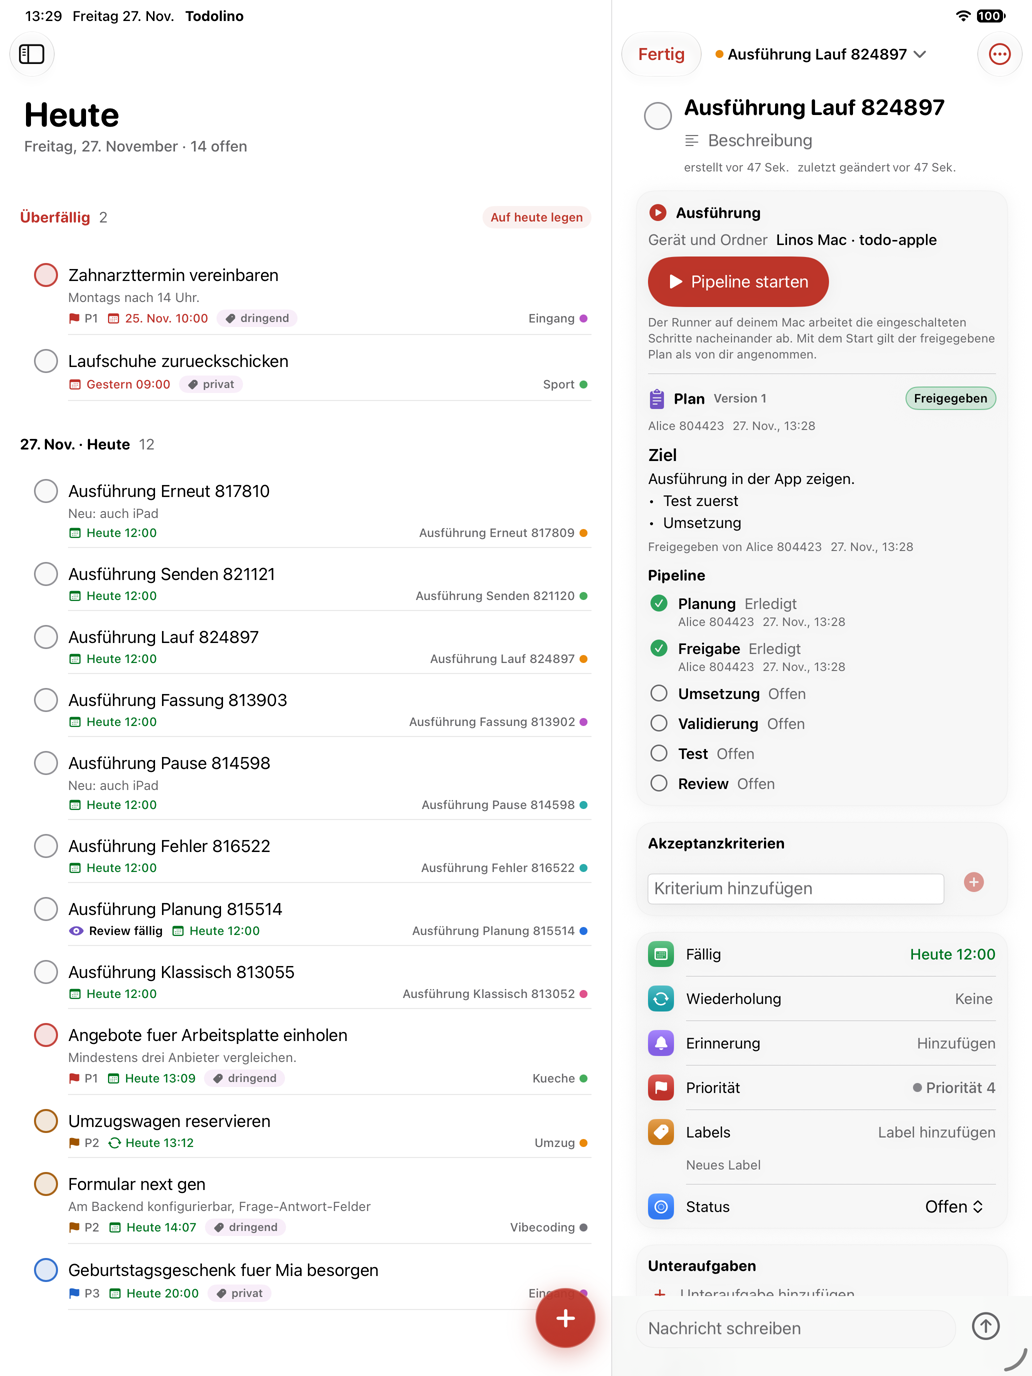 13:29 Freitag 27. Nov. Todolino
100
Heute
Freitag, 27. November · 14 offen
Überfällig 2
Auf heute legen
Zahnarzttermin vereinbaren
Montags nach 14 Uhr.
P1 25. Nov. 10:00 dringend Eingang
Laufschuhe zurueckschicken
Gestern 09:00 privat Sport
27. Nov. · Heute 12
Ausführung Erneut 817810
Neu: auch iPad
Heute 12:00 Ausführung Erneut 817809
Ausführung Senden 821121
Heute 12:00 Ausführung Senden 821120
Ausführung Lauf 824897
Heute 12:00 Ausführung Lauf 824897
Ausführung Fassung 813903
Heute 12:00 Ausführung Fassung 813902
Ausführung Pause 814598
Neu: auch iPad
Heute 12:00 Ausführung Pause 814598
Ausführung Fehler 816522
Heute 12:00 Ausführung Fehler 816522
Ausführung Planung 815514
Review fällig Heute 12:00 Ausführung Planung 815514
Ausführung Klassisch 813055
Heute 12:00 Ausführung Klassisch 813052
Angebote fuer Arbeitsplatte einholen
Mindestens drei Anbieter vergleichen.
P1 Heute 13:09 dringend Kueche
Umzugswagen reservieren
P2 Heute 13:12 Umzug
Formular next gen
Am Backend konfigurierbar, Frage-Antwort-Felder
P2 Heute 14:07 dringend Vibecoding
Geburtstagsgeschenk fuer Mia besorgen
P3 Heute 20:00 privat
Fertig
Ausführung Lauf 824897
Ausführung Lauf 824897
Beschreibung
erstellt vor 47 Sek. zuletzt geändert vor 47 Sek.
Ausführung
Gerät und Ordner Linos Mac · todo-apple
Pipeline starten
Der Runner auf deinem Mac arbeitet die eingeschalteten
Schritte nacheinander ab. Mit dem Start gilt der freigegebene
Plan als von dir angenommen.
Plan Version 1 Freigegeben
Alice 804423 27. Nov., 13:28
Ziel
Ausführung in der App zeigen.
• Test zuerst
• Umsetzung
Freigegeben von Alice 804423 27. Nov., 13:28
Pipeline
Planung Erledigt
Alice 804423 27. Nov., 13:28
Freigabe Erledigt
Alice 804423 27. Nov., 13:28
Umsetzung Offen
Validierung Offen
Test Offen
Review Offen
Akzeptanzkriterien
Kriterium hinzufügen
Fällig Heute 12:00
Wiederholung Keine
Erinnerung Hinzufügen
Priorität Priorität 4
Labels Label hinzufügen
Neues Label
Status Offen
Unteraufgaben
Unteraufgabe hinzufügen
Nachricht schreiben